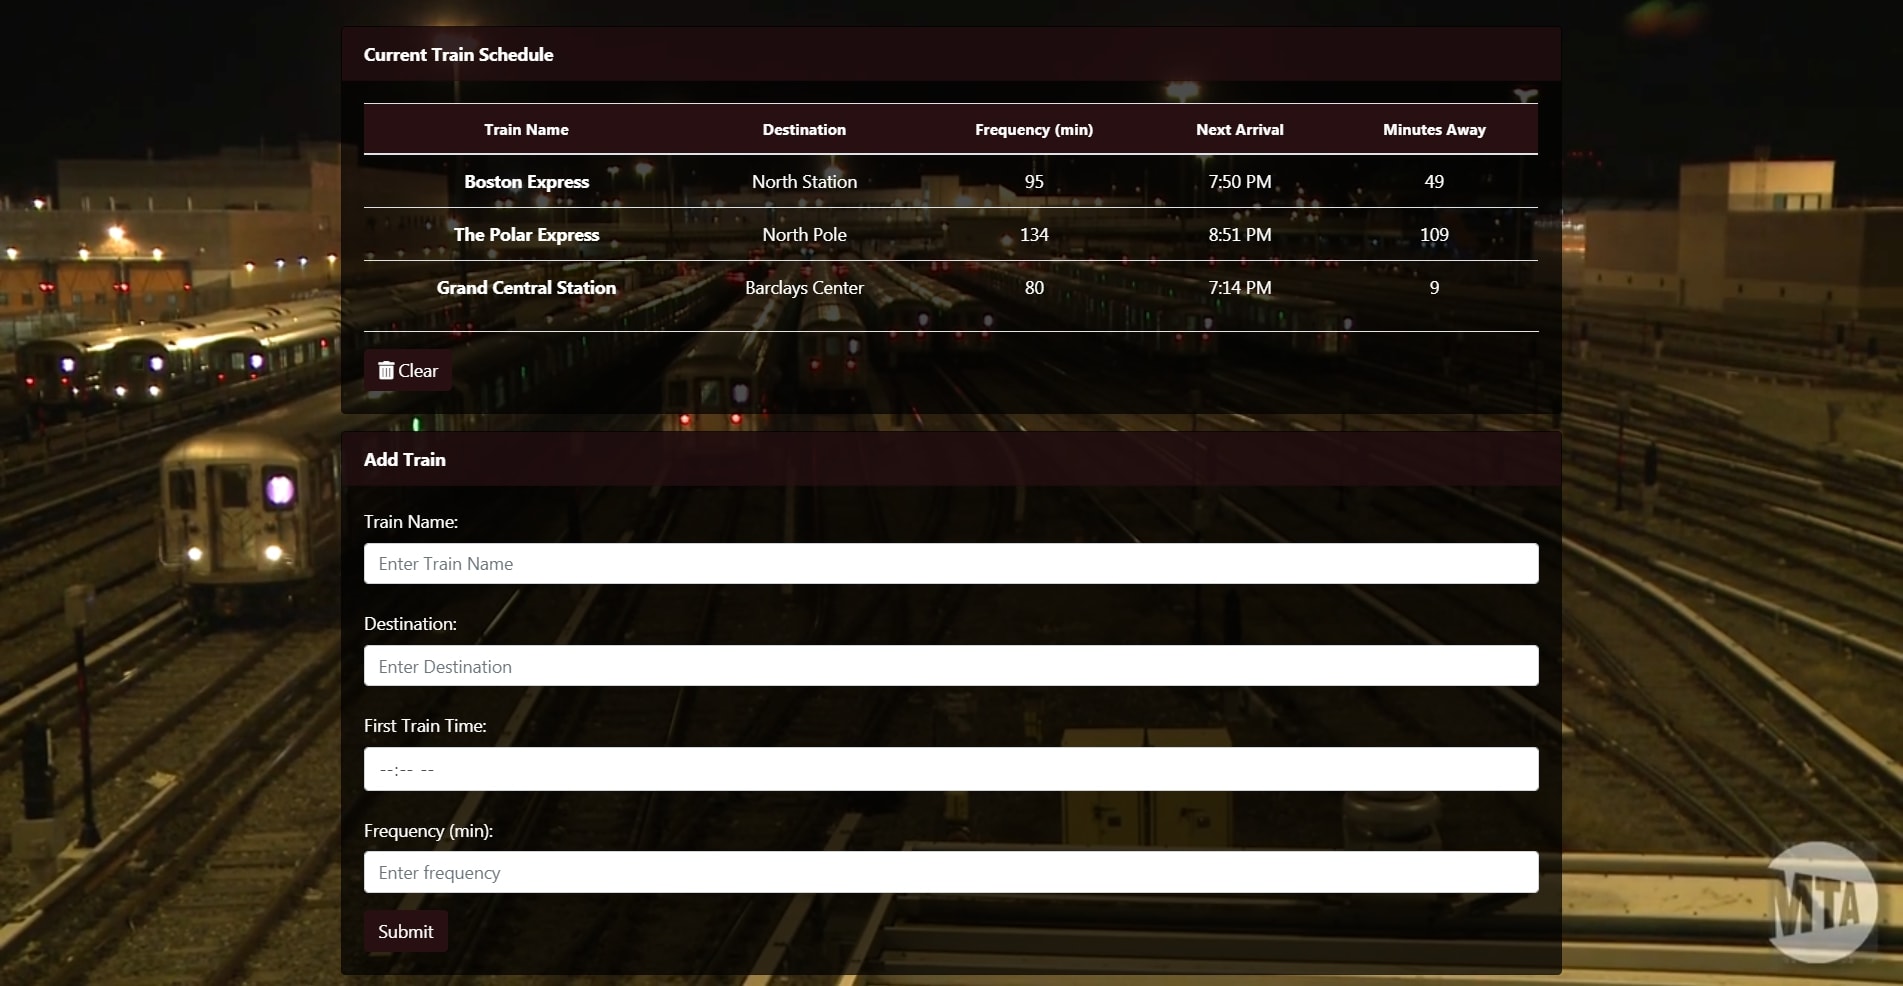 Current Train Schedule
Train Name Destination Frequency (min) Next Arrival Minutes Away
Boston Express North Station 95 7:50 PM 49
The Polar Express North Pole 134 8:51 PM 109
Grand Central Station Barclays Center 80 7:14 PM 9
Clear
Add Train
Train Name:
Enter Train Name
Destination:
Enter Destination
First Train Time:
--:-- --
Frequency (min):
Enter frequency
Submit
MTA